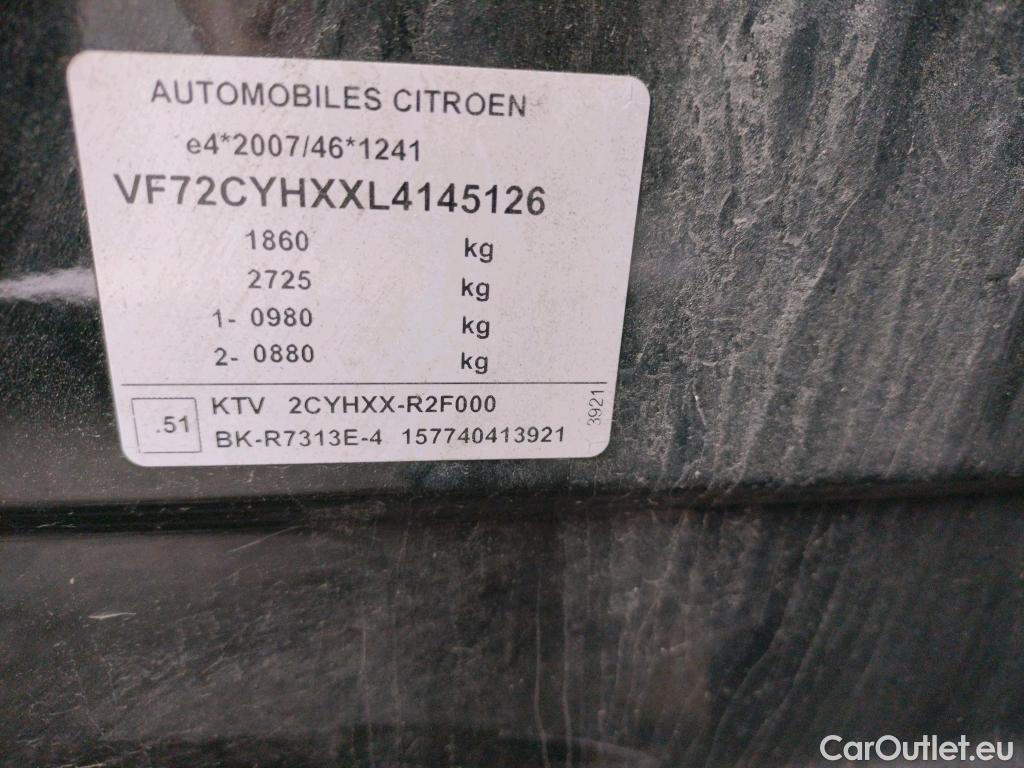 AUTOMOBILES CITROEN
e4*2007/46*1241
VF72CYHXXL4145126
1860 kg
2725 kg
1- 0980 kg
2- 0880 kg
.51
KTV 2CYHXX-R2F000
BK-R7313E-4 157740413921
3921
CarOutlet.eu